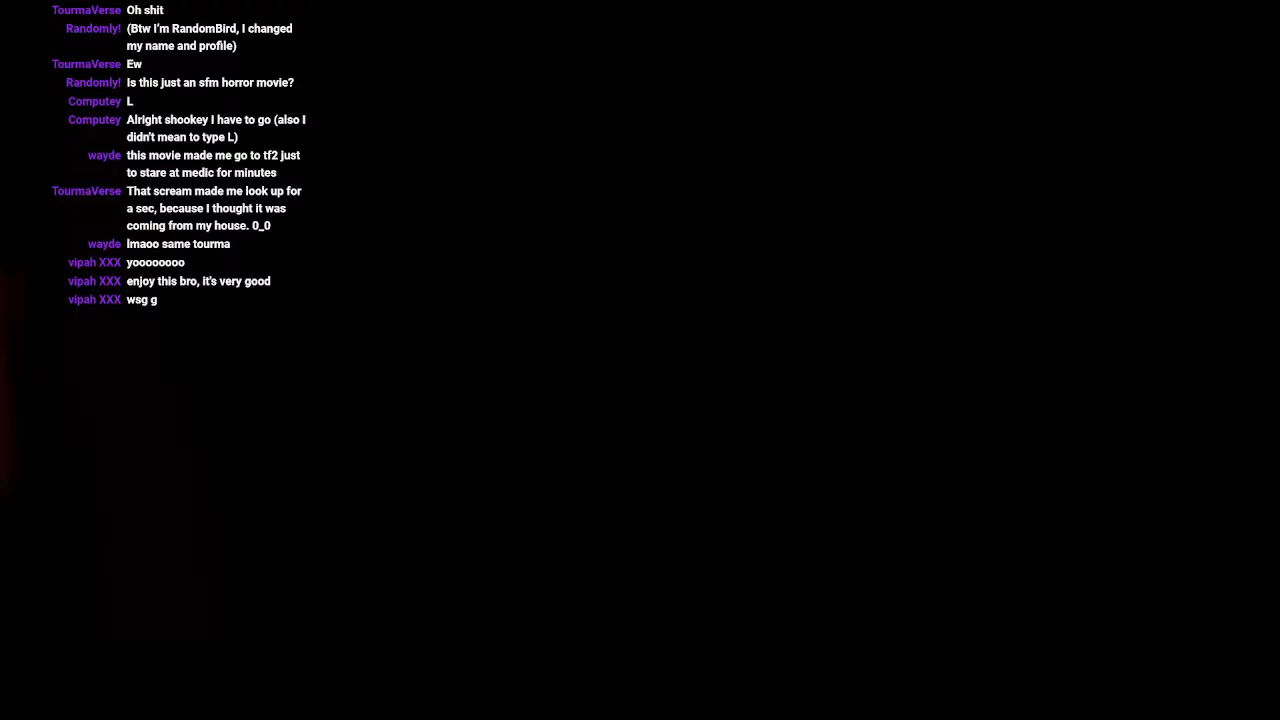 TourmaVerse Oh shit
Randomly! (Btw I'm RandomBird, I changed
my name and profile)
TourmaVerse Ew
Randomly! Is this just an sfm horror movie?
Computey L
Computey Alright shookey I have to go (also I
didn't mean to type L)
wayde this movie made me go to tf2 just
to stare at medic for minutes
TourmaVerse That scream made me look up for
a sec, because I thought it was
coming from my house. 0_0
wayde lmaoo same tourma
vipah XXX yoooooooo
vipah XXX enjoy this bro, it's very good
vipah XXX wsg g